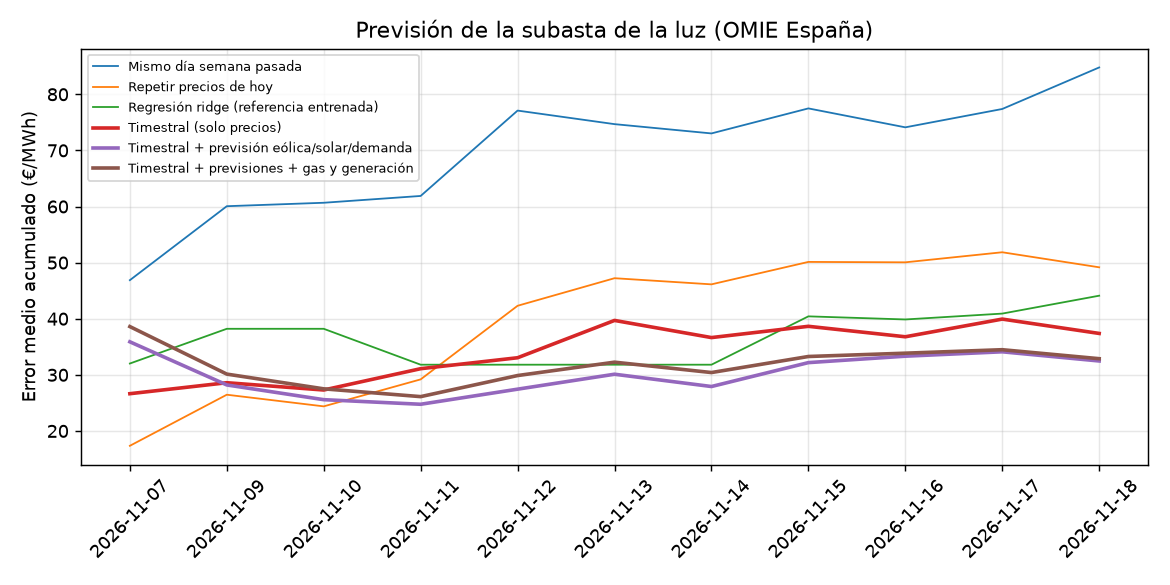 Previsión de la subasta de la luz (OMIE España)
Mismo día semana pasada
Repetir precios de hoy
Regresión ridge (referencia entrenada)
Timestral (solo precios)
Timestral + previsión eólica/solar/demanda
Timestral + previsiones + gas y generación
Error medio acumulado (€/MWh)
80
70
60
50
40
30
20
2026-11-07
2026-11-09
2026-11-10
2026-11-11
2026-11-12
2026-11-13
2026-11-14
2026-11-15
2026-11-16
2026-11-17
2026-11-18